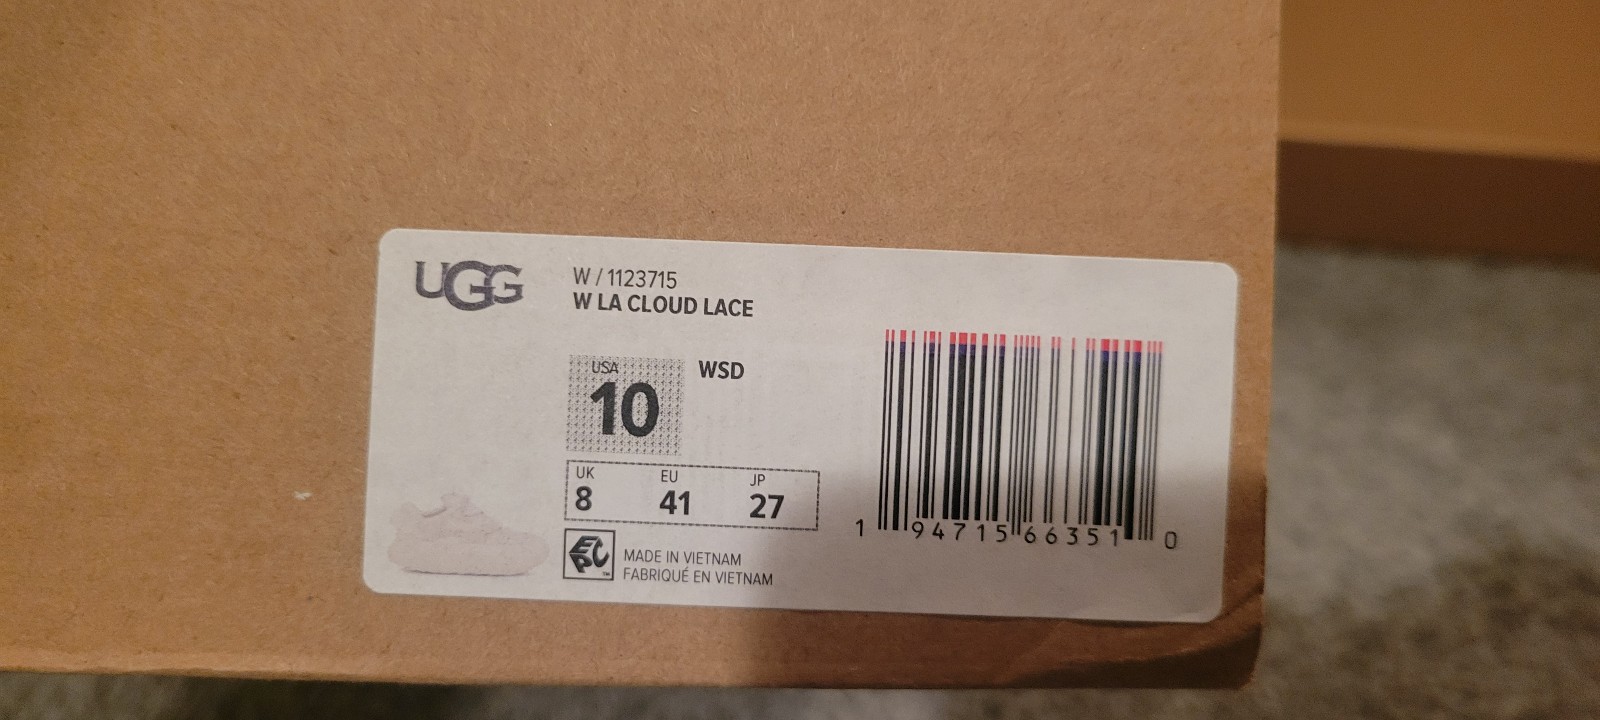 UGG
W / 1123715
W LA CLOUD LACE
USA
10
WSD
UK EU JP
8 41 27
EPC™
MADE IN VIETNAM
FABRIQUÉ EN VIETNAM
1 94715 66351 0